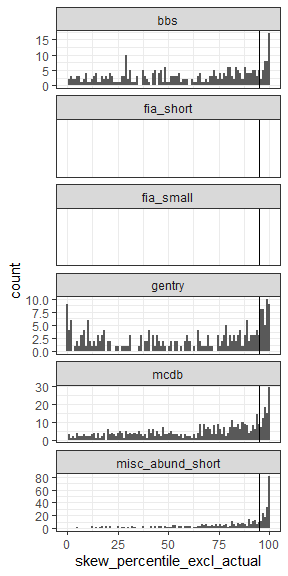 bbs
15
10
5
0
fia_short
fia_small
gentry
10.0
7.5
5.0
2.5
0.0
mcdb
30
20
10
0
misc_abund_short
80
60
40
20
0
0 25 50 75 100
skew_percentile_excl_actual
count